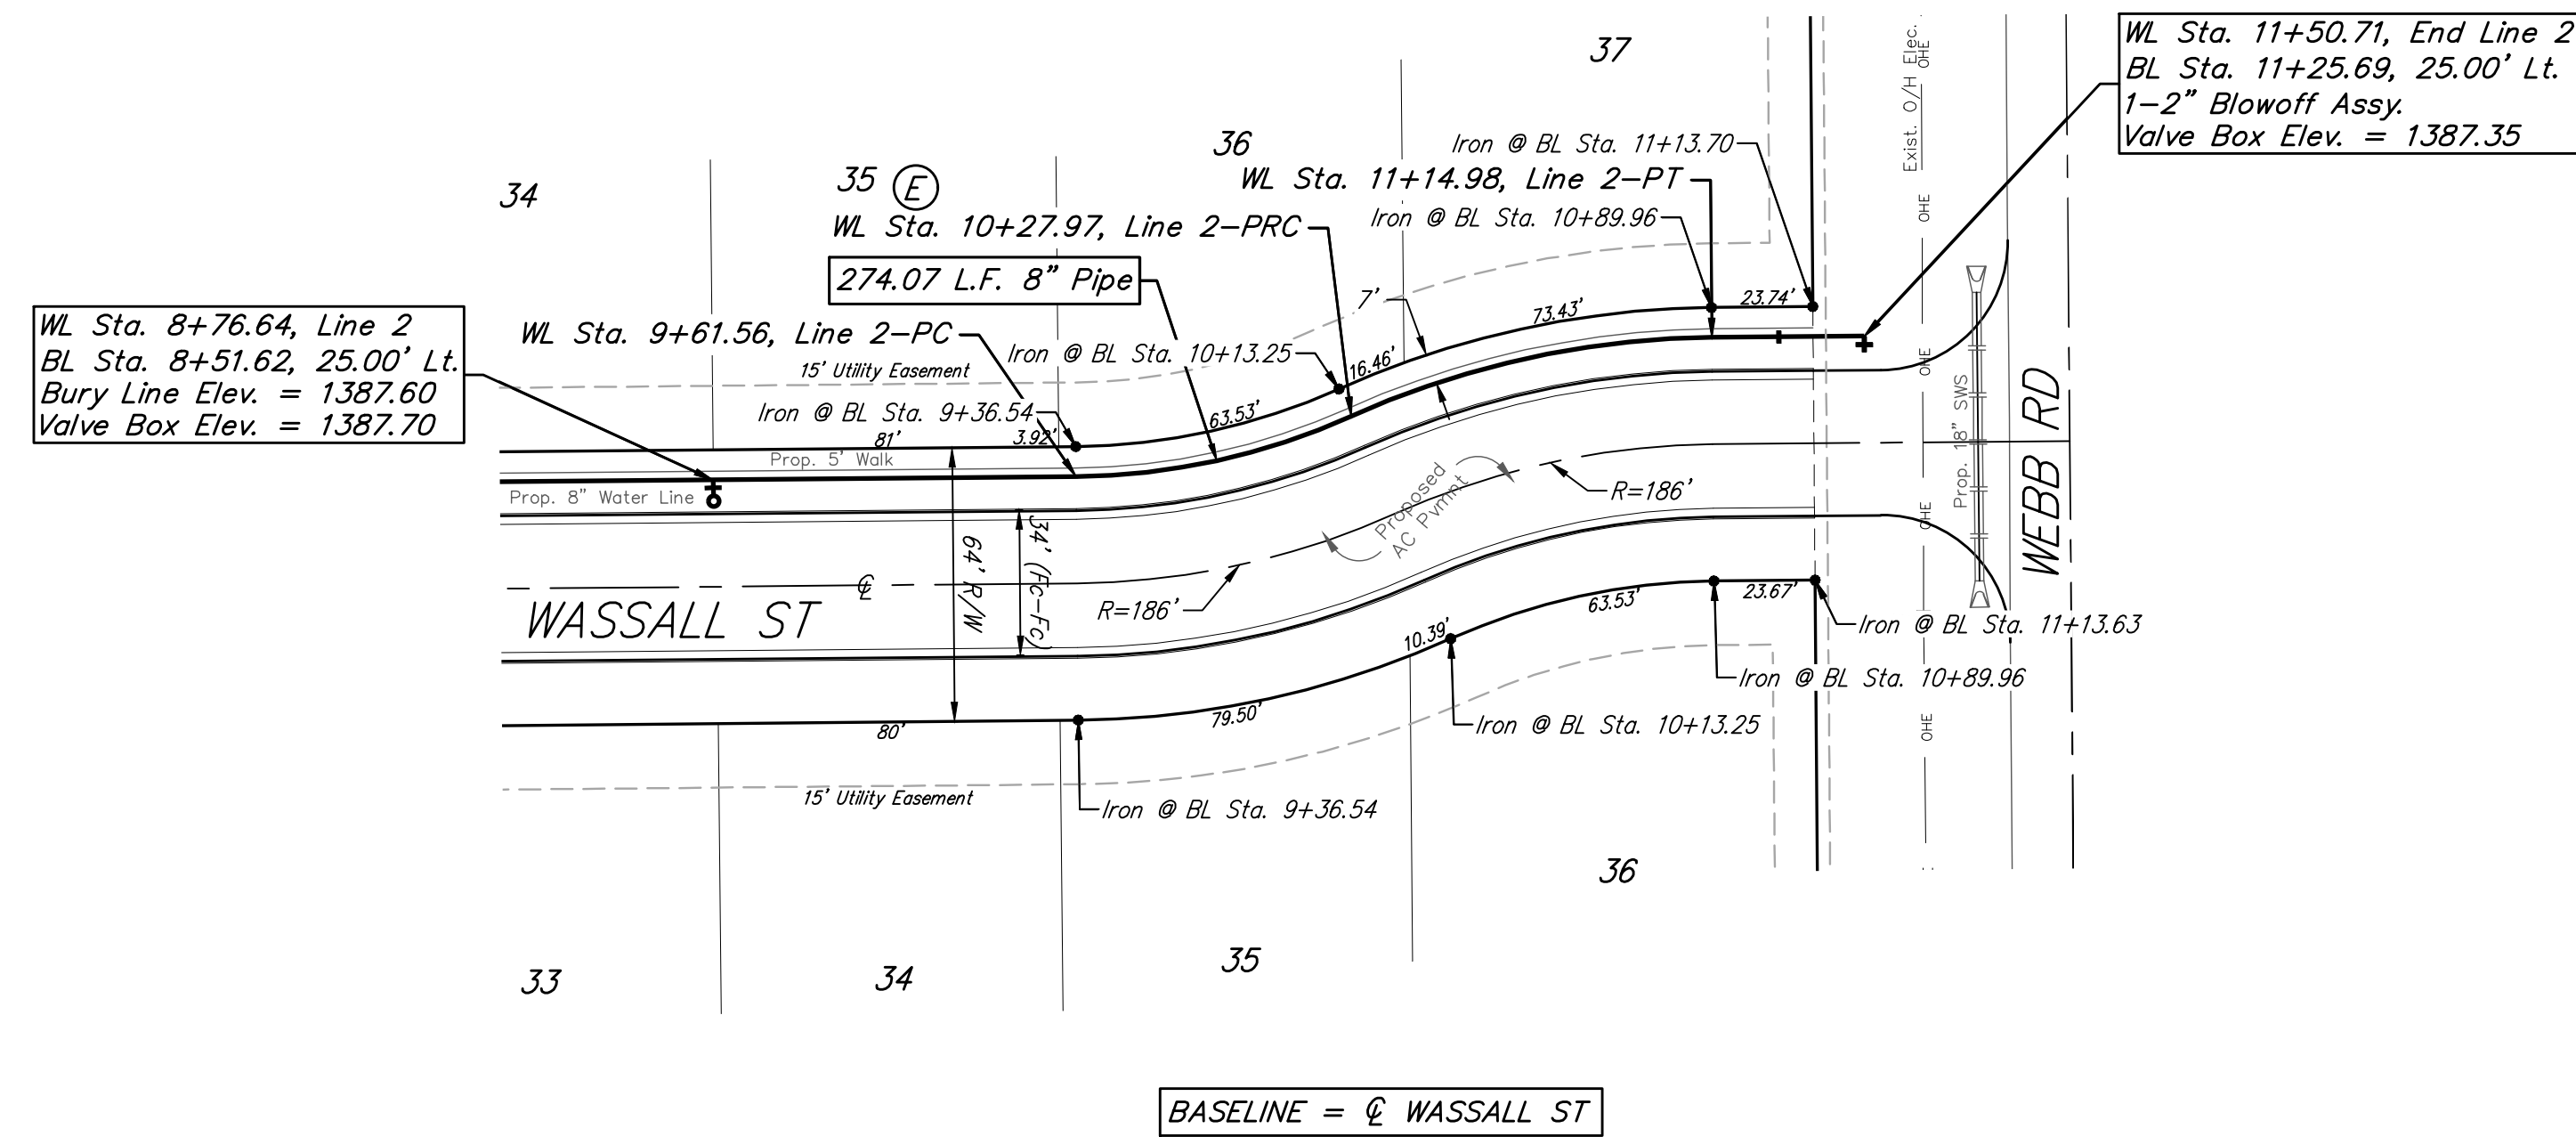 37
WL Sta. 11+50.71, End Line 2
BL Sta. 11+25.69, 25.00' Lt.
1-2" Blowoff Assy.
Valve Box Elev. = 1387.35
Exist. O/H Elec.
OHE
36
Iron @ BL Sta. 11+13.70
34
35
E
WL Sta. 11+14.98, Line 2-PT
WL Sta. 10+27.97, Line 2-PRC
Iron @ BL Sta. 10+89.96
OHE
274.07 L.F. 8" Pipe
7'
73.43'
23.74'
WL Sta. 8+76.64, Line 2
BL Sta. 8+51.62, 25.00' Lt.
Bury Line Elev. = 1387.60
Valve Box Elev. = 1387.70
WL Sta. 9+61.56, Line 2-PC
Iron @ BL Sta. 10+13.25
16.46'
15' Utility Easement
OHE
Iron @ BL Sta. 9+36.54
63.53'
81'
3.92'
Prop. 5' Walk
Prop. 8" Water Line
Prop. 18" SWS
WEBB RD
R=186'
Proposed
AC Pvmnt
OHE
34' (Fc-Fc)
64' R/W
℄
WASSALL ST
R=186'
63.53'
23.67'
Iron @ BL Sta. 11+13.63
10.39'
Iron @ BL Sta. 10+89.96
79.50'
Iron @ BL Sta. 10+13.25
80'
OHE
15' Utility Easement
Iron @ BL Sta. 9+36.54
36
33
34
35
BASELINE = ℄ WASSALL ST